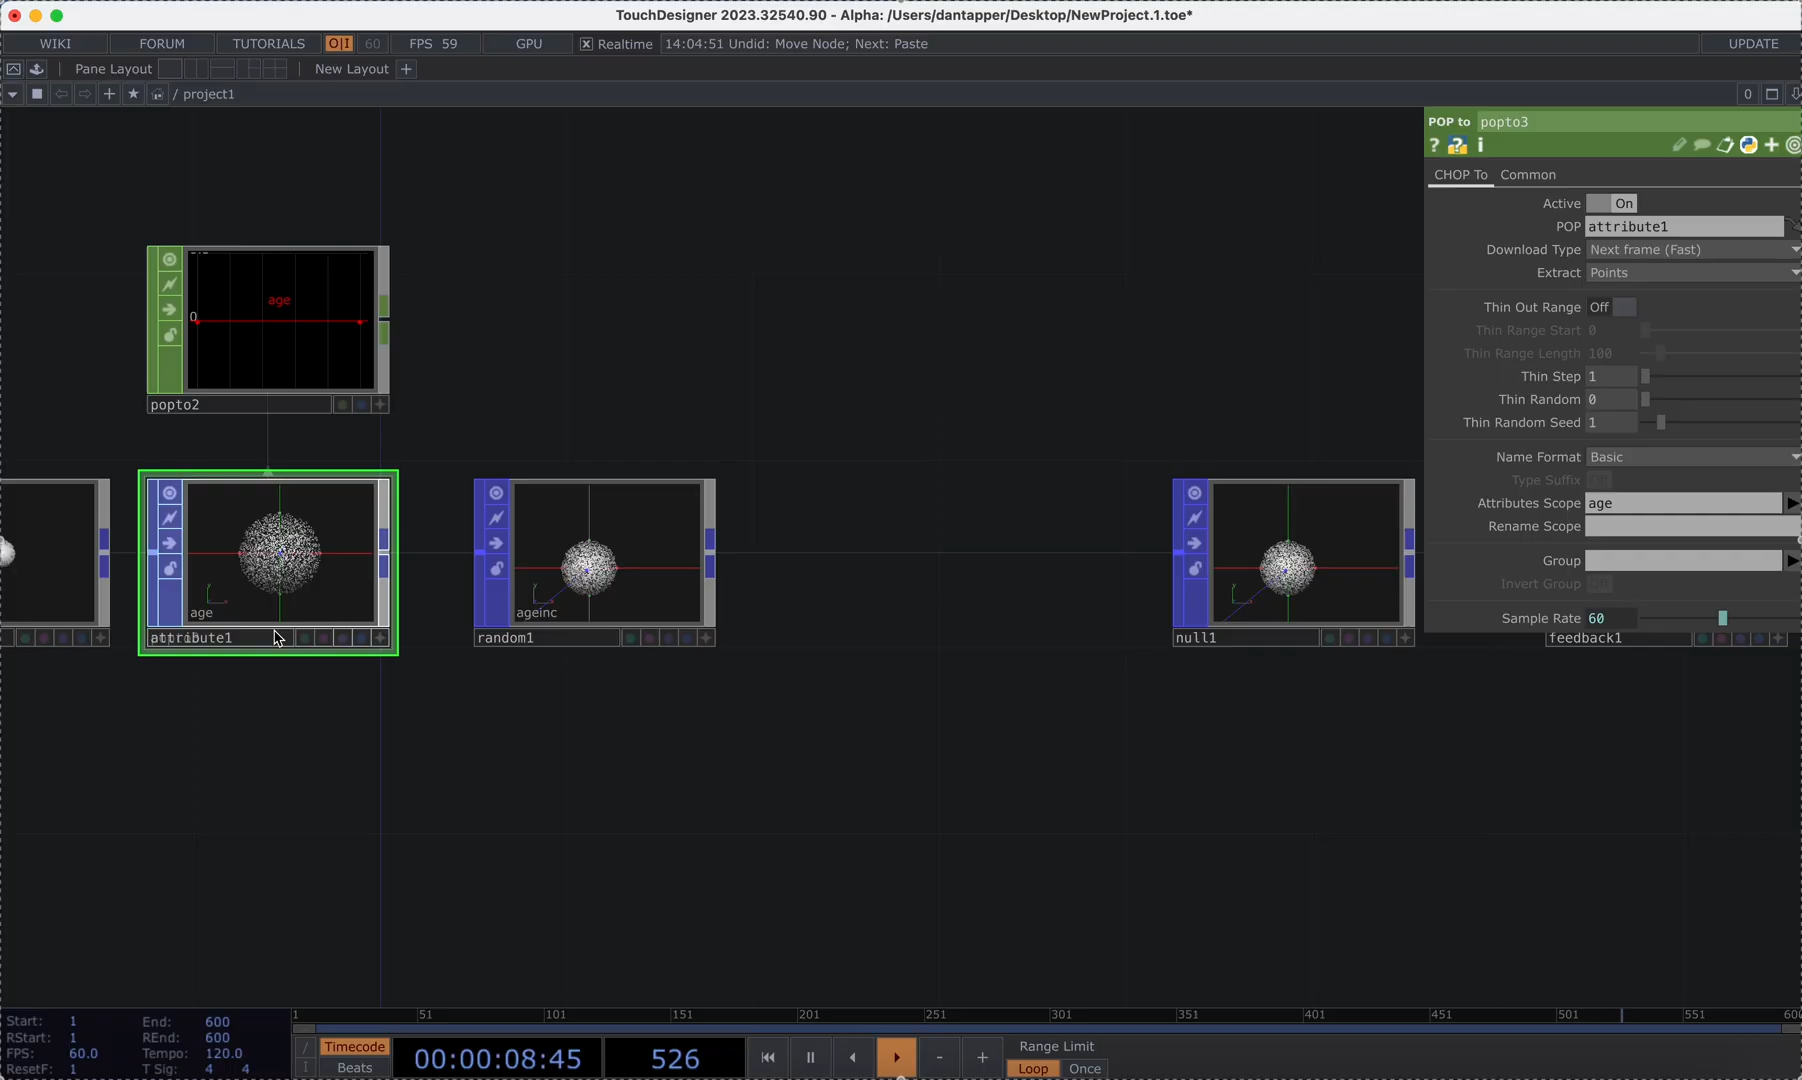 TouchDesigner 2023.32540.90 - Alpha: /Users/dantapper/Desktop/NewProject.1.toe*
WIKI FORUM TUTORIALS O|I 60 FPS 59 GPU X Realtime 14:04:51 Undid: Move Node; Next: Paste UPDATE
Pane Layout New Layout +
/ project1 0
POP to popto3
CHOP To Common
Active On
POP attribute1
Download Type Next frame (Fast)
Extract Points
Thin Out Range Off
Thin Range Start 0
Thin Range Length 100
Thin Step 1
Thin Random 0
Thin Random Seed 1
Name Format Basic
Type Suffix
Attributes Scope age
Rename Scope
Group
Invert Group
Sample Rate 60
age
0
popto2
age
attribute1
ageinc
random1
null1
feedback1
y
1 51 101 151 201 251 301 351 401 451 501 551 600
Start: 1 End: 600
RStart: 1 REnd: 600
FPS: 60.0 Tempo: 120.0
ResetF: 1 T Sig: 4 4
Timecode
Beats
00:00:08:45 526
- +
Range Limit
Loop Once